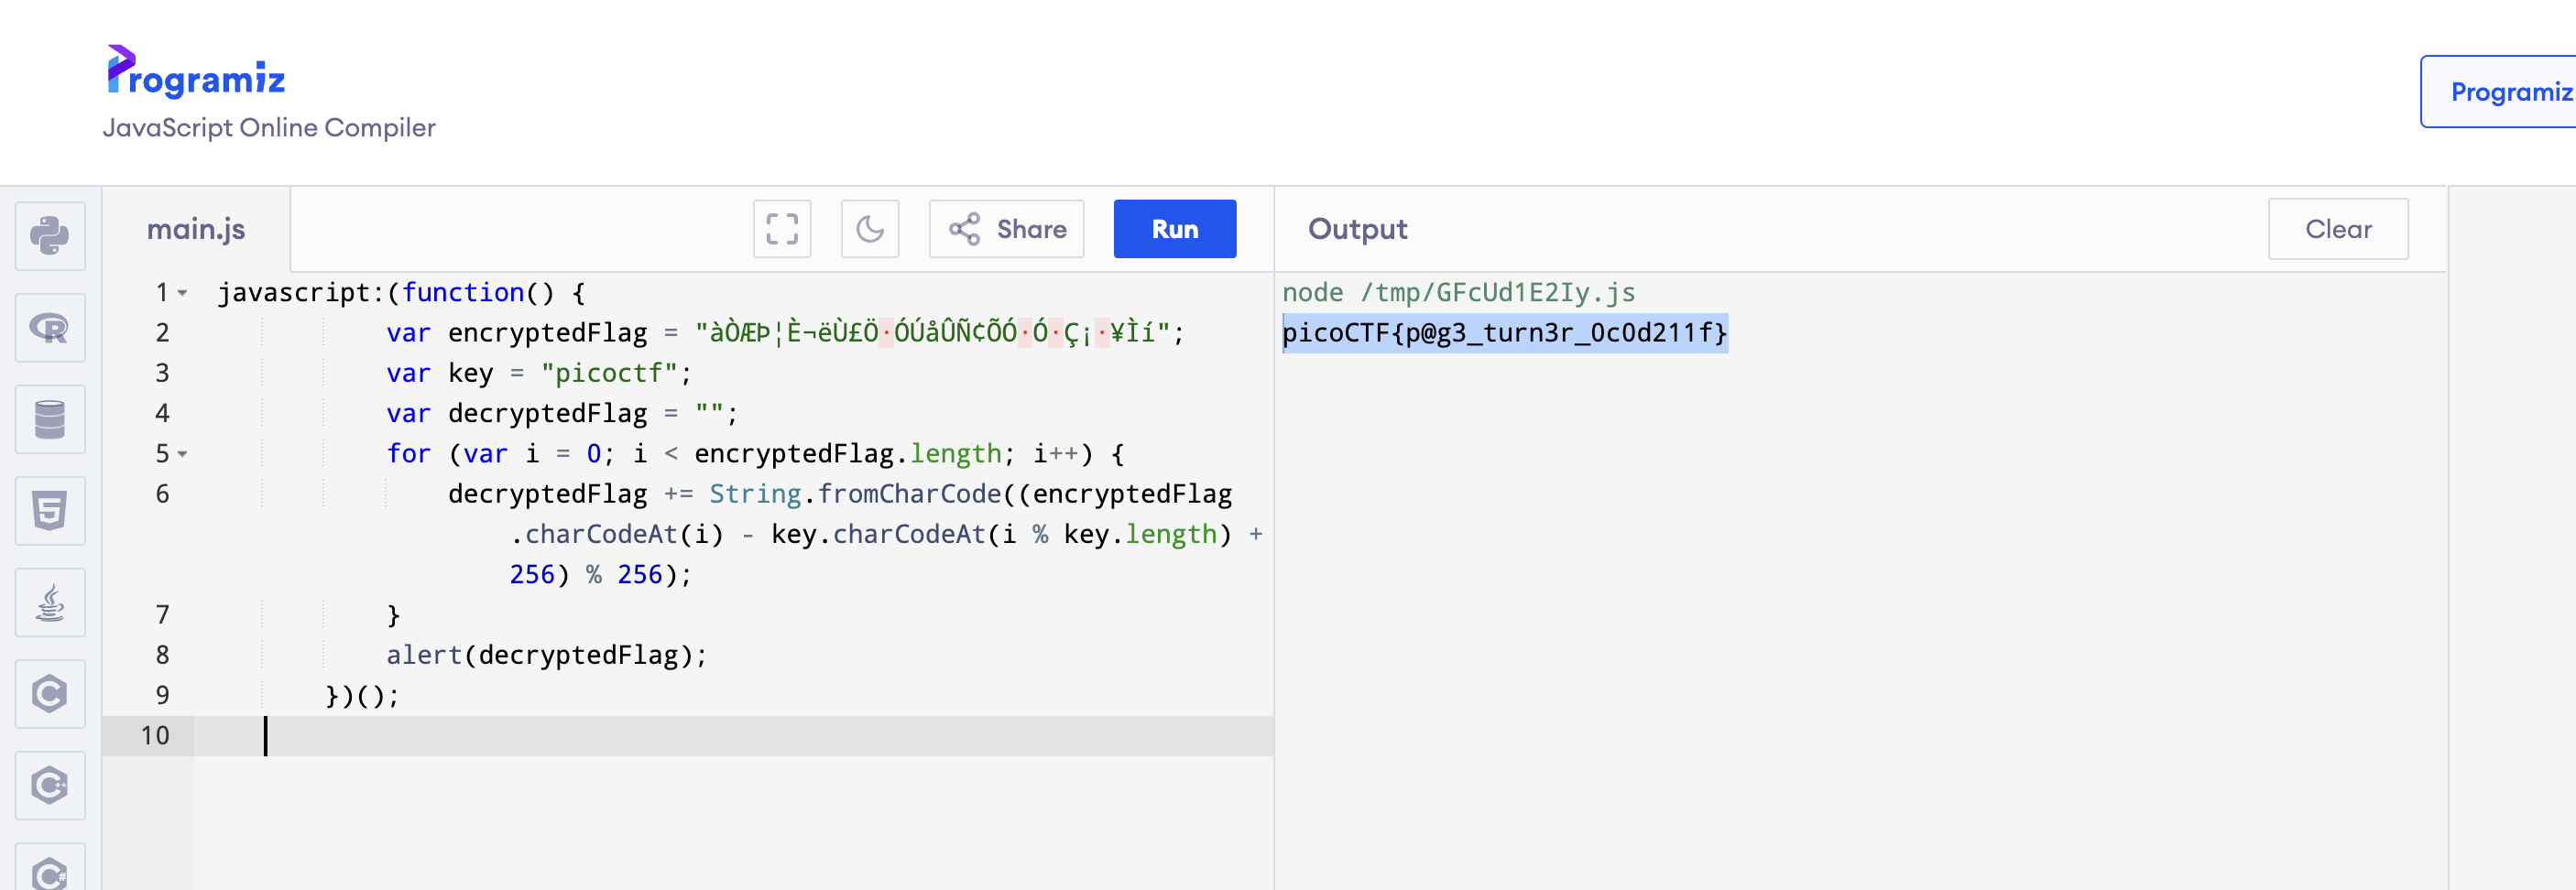 Programiz
JavaScript Online Compiler
Programiz
main.js
Share
Run
Output
Clear
1 javascript:(function() {
2 var encryptedFlag = "àÒÆÞ¦È¬ëÙ£Ö·ÓÚåÛÑ¢ÕÓ·Ó·Ç¡·¥Ìí";
3 var key = "picoctf";
4 var decryptedFlag = "";
5 for (var i = 0; i < encryptedFlag.length; i++) {
6 decryptedFlag += String.fromCharCode((encryptedFlag
.charCodeAt(i) - key.charCodeAt(i % key.length) +
256) % 256);
7 }
8 alert(decryptedFlag);
9 })();
10
node /tmp/GFcUd1E2Iy.js
picoCTF{p@g3_turn3r_0c0d211f}